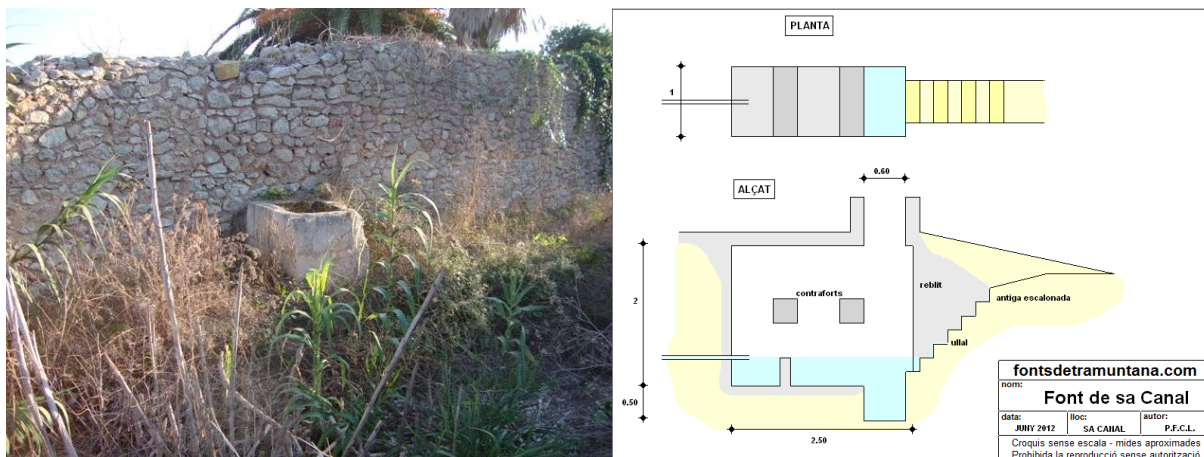 PLANTA
1
ALÇAT
0.60
2
contraforts
reblit
antiga escalonada
ullal
0.50
2.50
fontsdetramuntana.com
nom:
Font de sa Canal
data:
JUNY 2012
lloc:
SA CANAL
autor:
P.F.C.L.
Croquis sense escala - mides aproximades
Prohibida la reproducció sense autorització